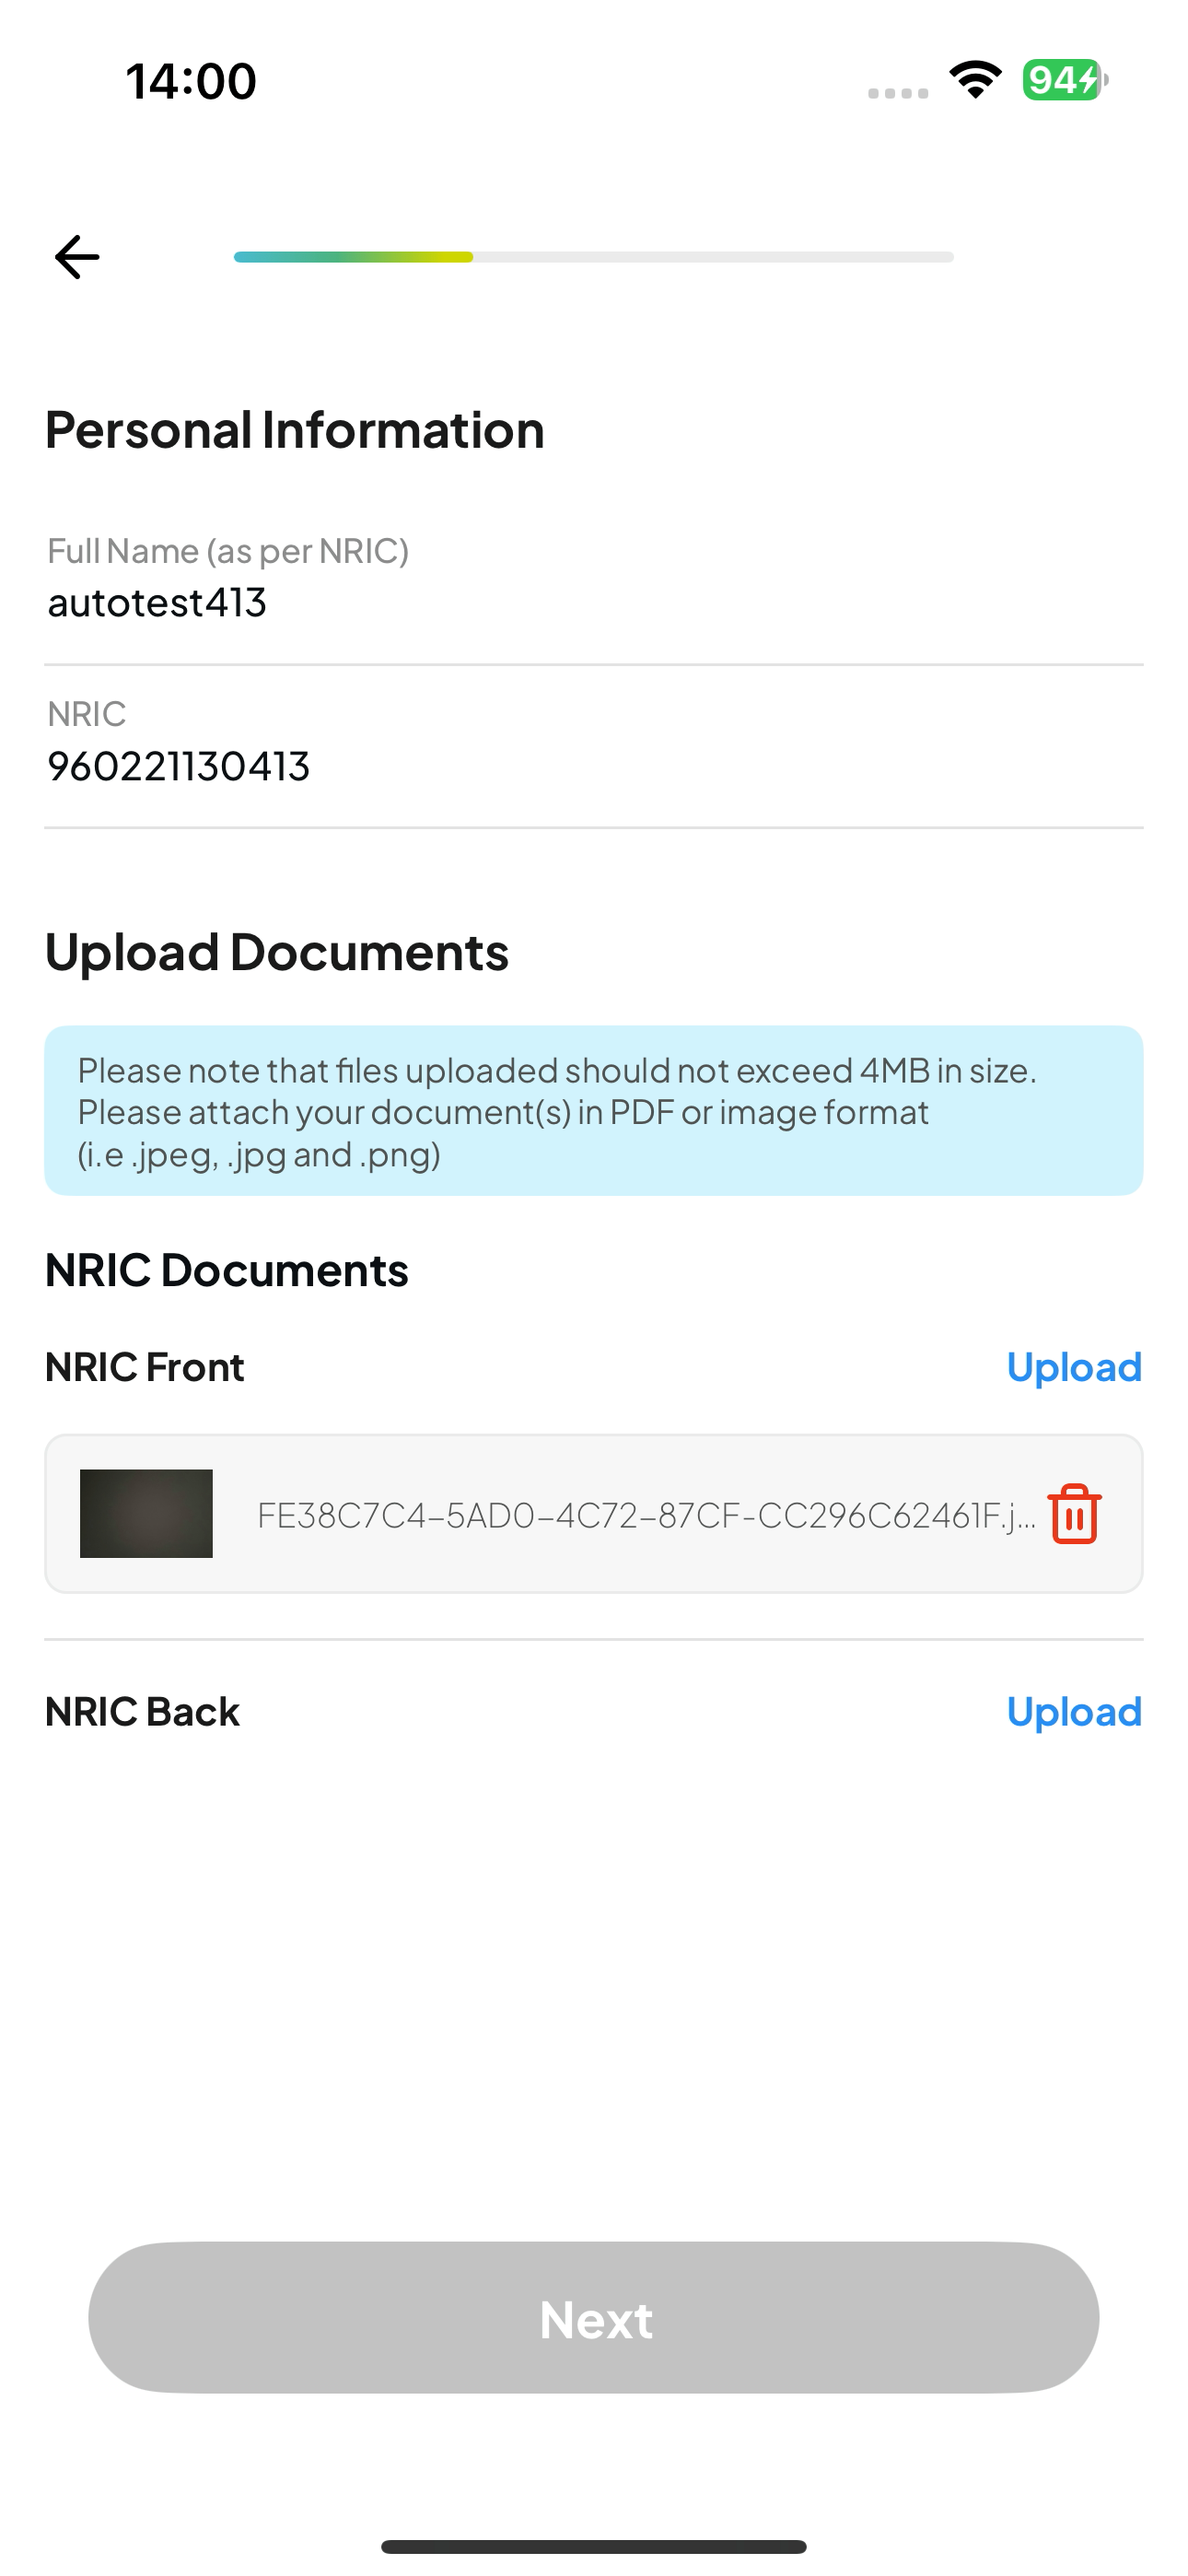 14:00
94
Personal Information
Full Name (as per NRIC)
autotest413
NRIC
960221130413
Upload Documents
Please note that files uploaded should not exceed 4MB in size.
Please attach your document(s) in PDF or image format
(i.e .jpeg, .jpg and .png)
NRIC Documents
NRIC Front Upload
FE38C7C4-5AD0-4C72-87CF-CC296C62461F.j...
NRIC Back Upload
Next